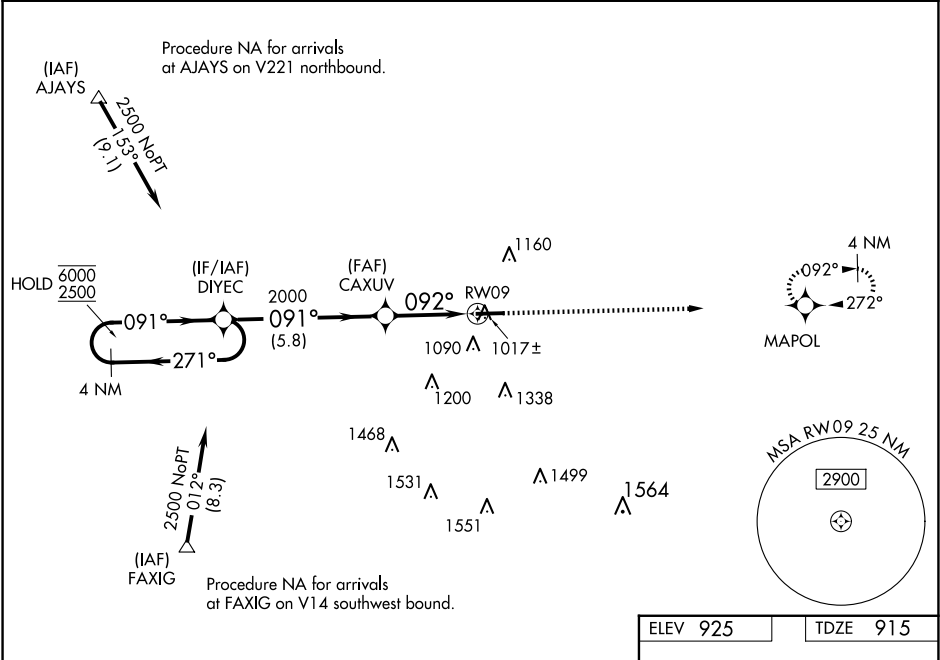 Procedure NA for arrivals
at AJAYS on V221 northbound.
(IAF)
AJAYS
2500 NoPT
153°
(9.1)
HOLD
6000
2500
091°
271°
4 NM
(IF/IAF)
DIYEC
2000
091°
(5.8)
(FAF)
CAXUV
092°
RW09
1160
1090
1017±
1200
1338
1468
1531
1551
1499
1564
4 NM
092°
272°
MAPOL
2500 NoPT
012°
(8.3)
(IAF)
FAXIG
Procedure NA for arrivals
at FAXIG on V14 southwest bound.
MSA RW09 25 NM
2900
ELEV 925
TDZE 915